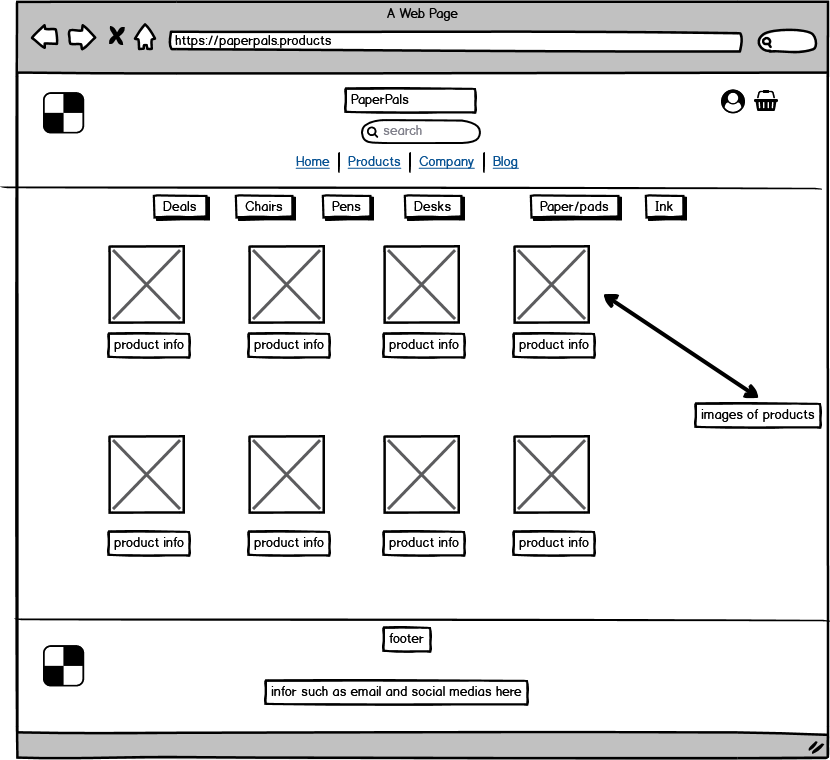 A Web Page
https://paperpals.products
PaperPals
search
Home Products Company Blog
Deals Chairs Pens Desks Paper/pads Ink
product info product info product info product info
images of products
product info product info product info product info
footer
infor such as email and social medias here